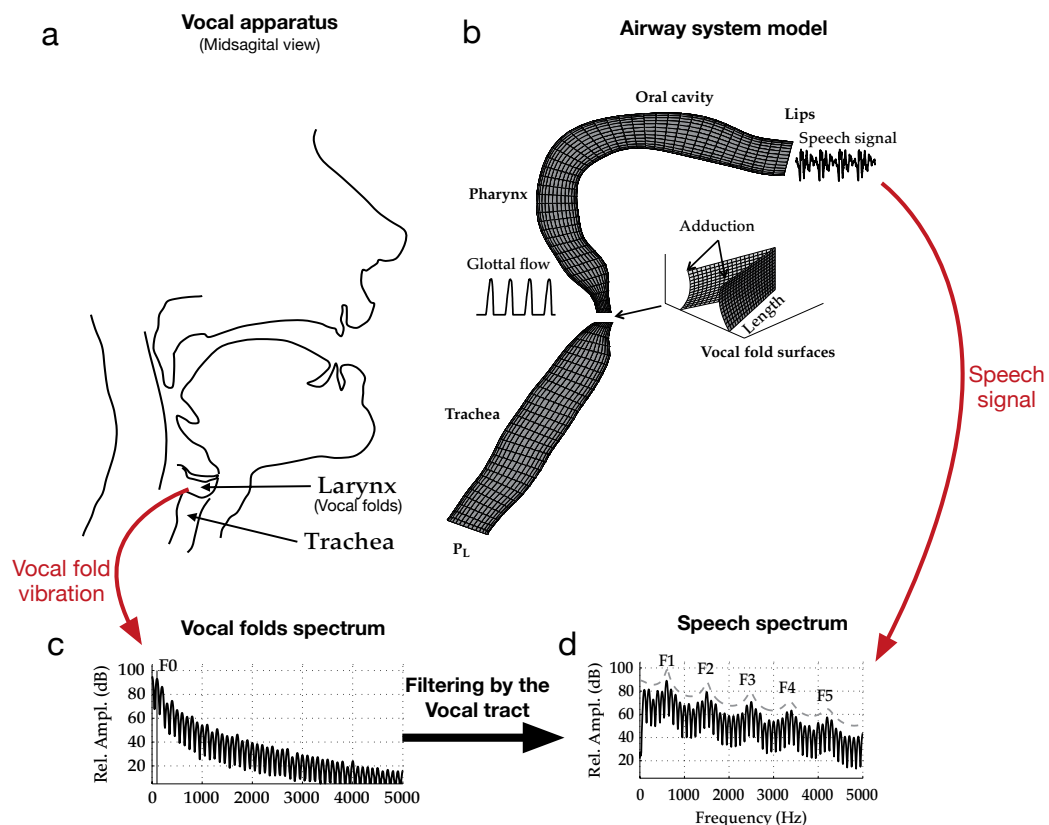 a
Vocal apparatus
(Midsagital view)
b
Airway system model
Oral cavity
Lips
Speech signal
Pharynx
Adduction
Glottal flow
Length
Vocal fold surfaces
Trachea
P_L
Larynx
(Vocal folds)
Trachea
Vocal fold
vibration
Speech
signal
c
Vocal folds spectrum
F0
Rel. Ampl. (dB)
100
80
60
40
20
0 1000 2000 3000 4000 5000
Filtering by the
Vocal tract
d
Speech spectrum
F1 F2 F3 F4 F5
Rel. Ampl. (dB)
100
80
60
40
20
0 1000 2000 3000 4000 5000
Frequency (Hz)